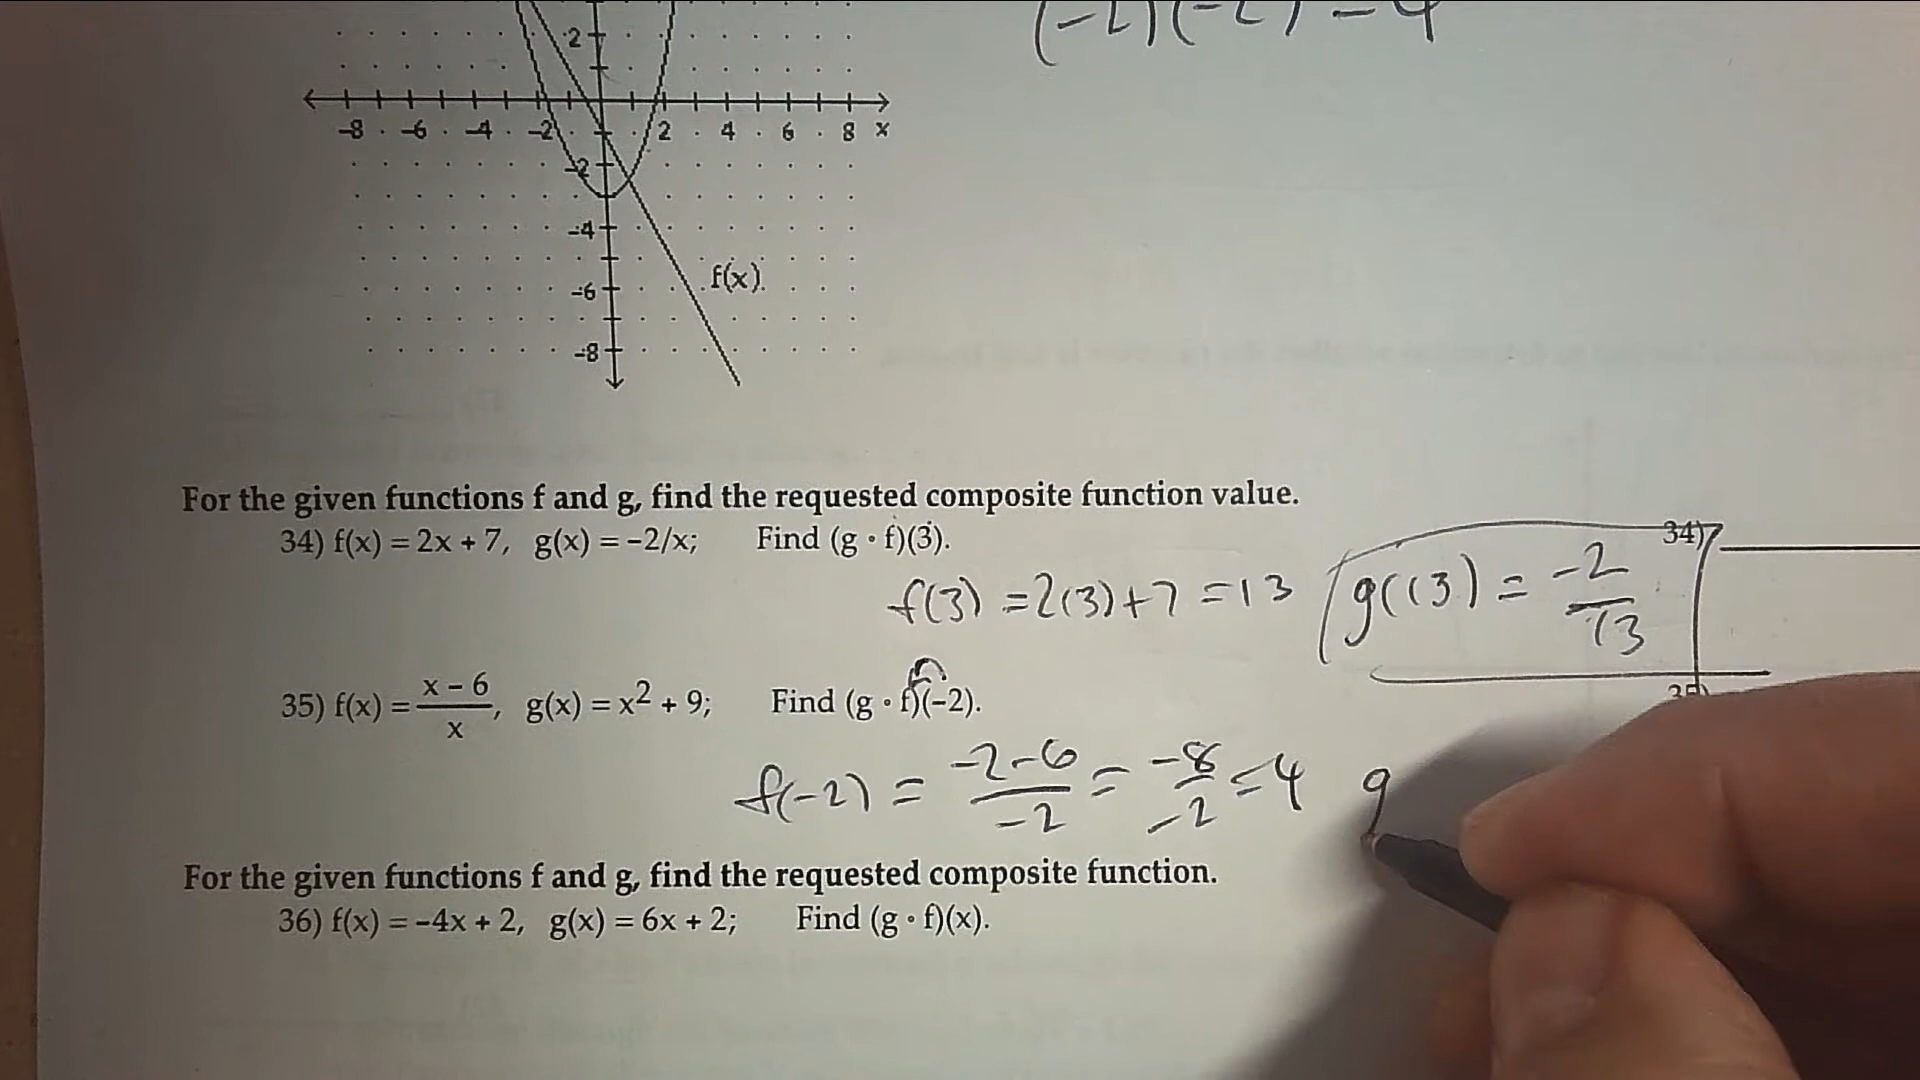 (-2)(-2) = 4
2
-8 -6 -4 -2 2 4 6 8 x
-2
-4
f(x)
-6
-8
For the given functions f and g, find the requested composite function value.
34) f(x) = 2x + 7, g(x) = -2/x; Find (g ∘ f)(3).
34)
f(3) = 2(3)+7 = 13 g(13) = -2/13
35) f(x) = x - 6/x, g(x) = x² + 9; Find (g ∘ f)(-2).
f(-2) = -2-6/-2 = -8/-2 = 4 g
For the given functions f and g, find the requested composite function.
36) f(x) = -4x + 2, g(x) = 6x + 2; Find (g ∘ f)(x).